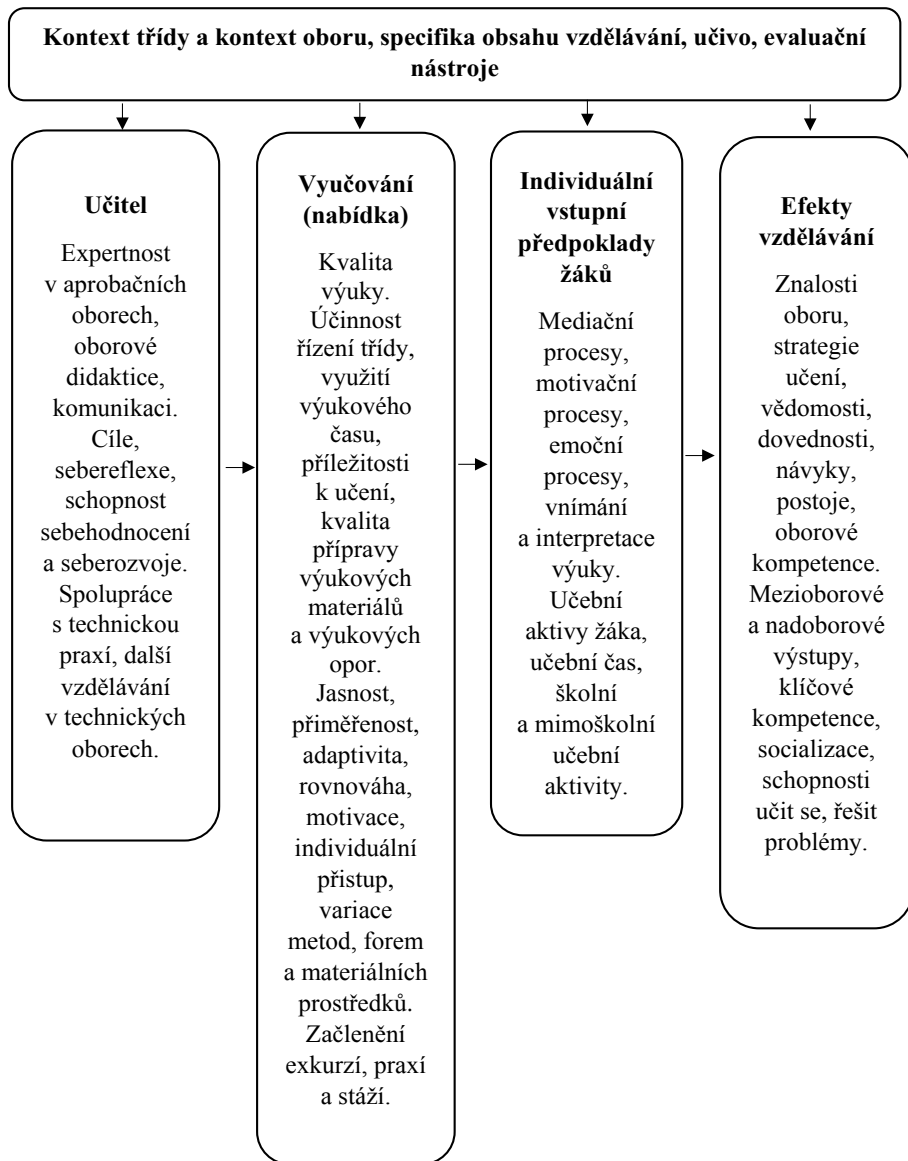 Kontext třídy a kontext oboru, specifika obsahu vzdělávání, učivo, evaluační
nástroje
Učitel
Expertnost
v aprobačních
oborech,
oborové
didaktice,
komunikaci.
Cíle,
sebereflexe,
schopnost
sebehodnocení
a seberozvoje.
Spolupráce
s technickou
praxí, další
vzdělávání
v technických
oborech.
Vyučování
(nabídka)
Kvalita
výuky.
Účinnost
řízení třídy,
využití
výukového
času,
příležitosti
k učení,
kvalita
přípravy
výukových
materiálů
a výukových
opor.
Jasnost,
přiměřenost,
adaptivita,
rovnováha,
motivace,
individuální
přistup,
variace
metod, forem
a materiálních
prostředků.
Začlenění
exkurzí, praxí
a stáží.
Individuální
vstupní
předpoklady
žáků
Mediační
procesy,
motivační
procesy,
emoční
procesy,
vnímání
a interpretace
výuky.
Učební
aktivy žáka,
učební čas,
školní
a mimoškolní
učební
aktivity.
Efekty
vzdělávání
Znalosti
oboru,
strategie
učení,
vědomosti,
dovednosti,
návyky,
postoje,
oborové
kompetence.
Mezioborové
a nadoborové
výstupy,
klíčové
kompetence,
socializace,
schopnosti
učit se, řešit
problémy.